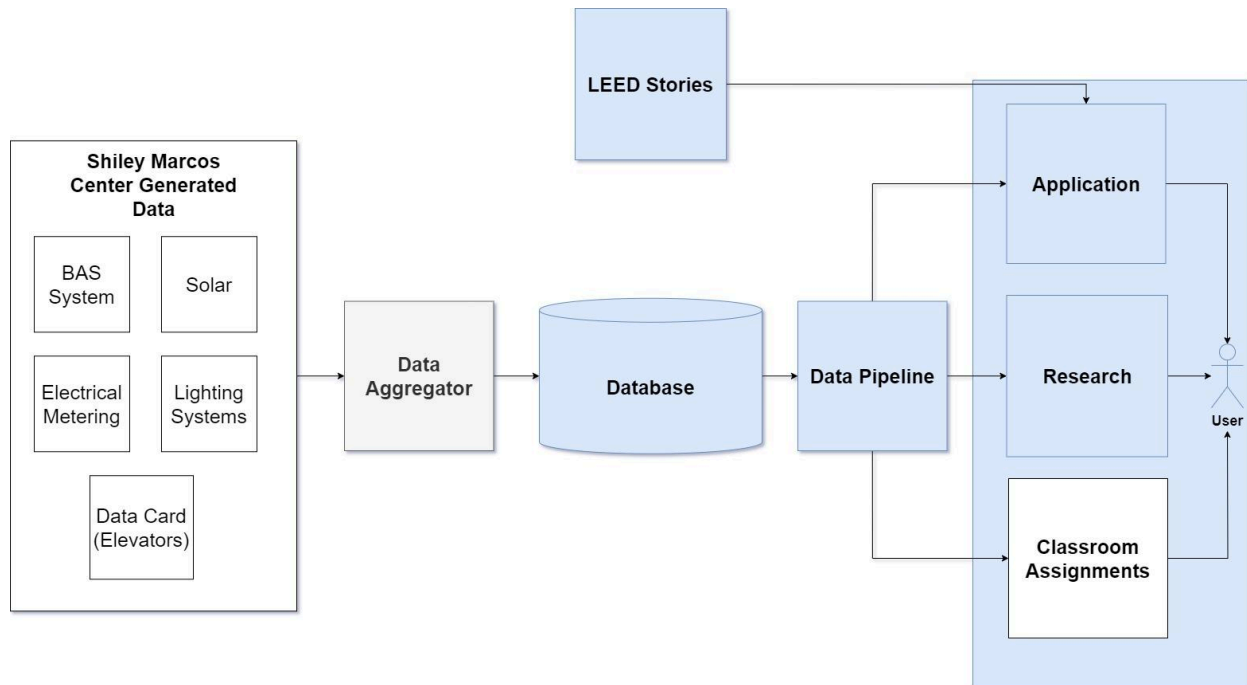 LEED Stories
Shiley Marcos
Center Generated
Data
BAS
System
Solar
Electrical
Metering
Lighting
Systems
Data Card
(Elevators)
Data
Aggregator
Database
Data Pipeline
Application
Research
Classroom
Assignments
User